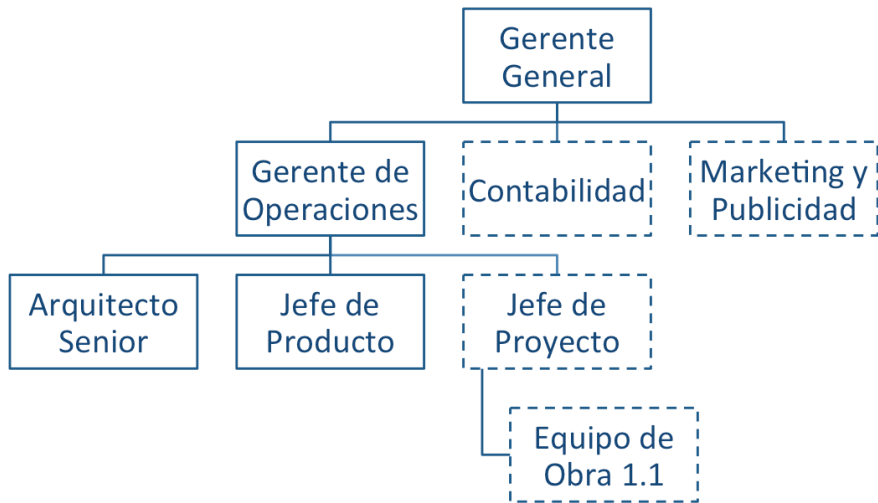 Gerente
General
Gerente de
Operaciones
Contabilidad
Marketing y
Publicidad
Arquitecto
Senior
Jefe de
Producto
Jefe de
Proyecto
Equipo de
Obra 1.1